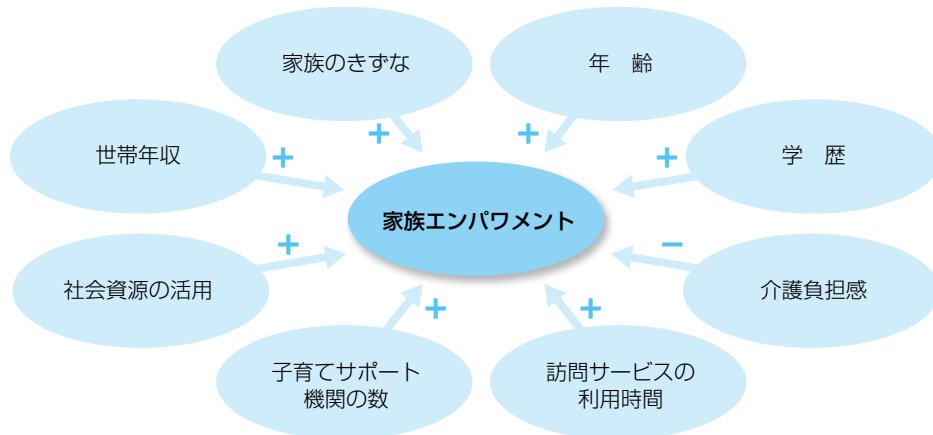 家族のきずな
年　齢
世帯年収
学　歴
家族エンパワメント
社会資源の活用
介護負担感
子育てサポート
機関の数
訪問サービスの
利用時間
+
+
+
+
+
−
+
+